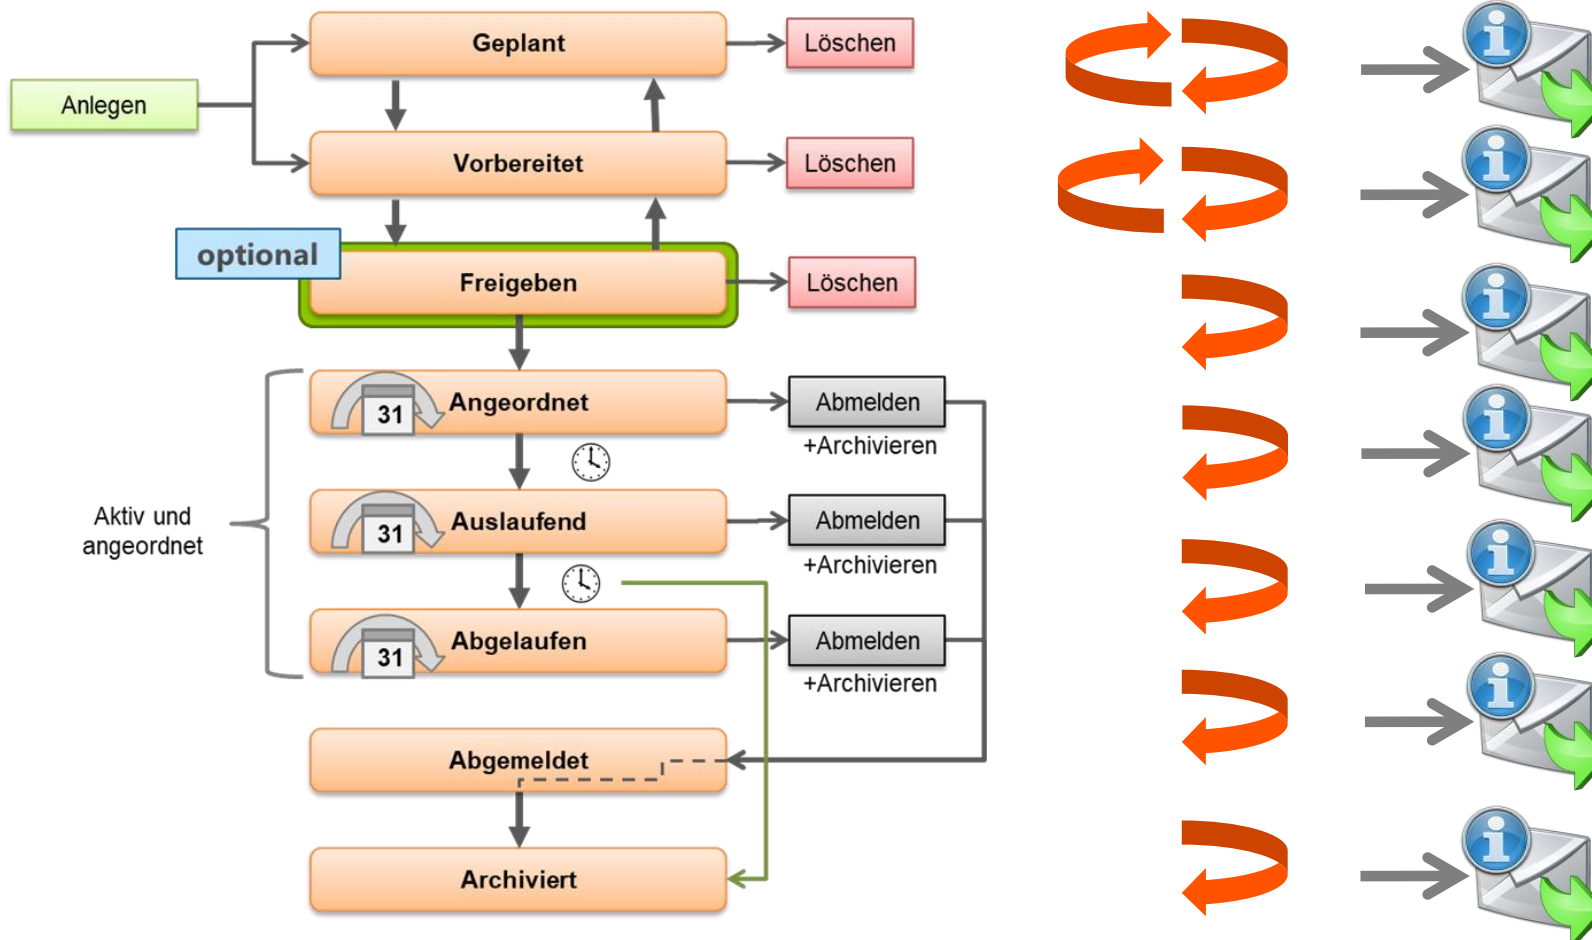 Geplant
Löschen
Anlegen
Vorbereitet
Löschen
optional
Freigeben
Löschen
31
Angeordnet
Abmelden
+Archivieren
Aktiv und
angeordnet
31
Auslaufend
Abmelden
+Archivieren
31
Abgelaufen
Abmelden
+Archivieren
Abgemeldet
Archiviert
i
i
i
i
i
i
i